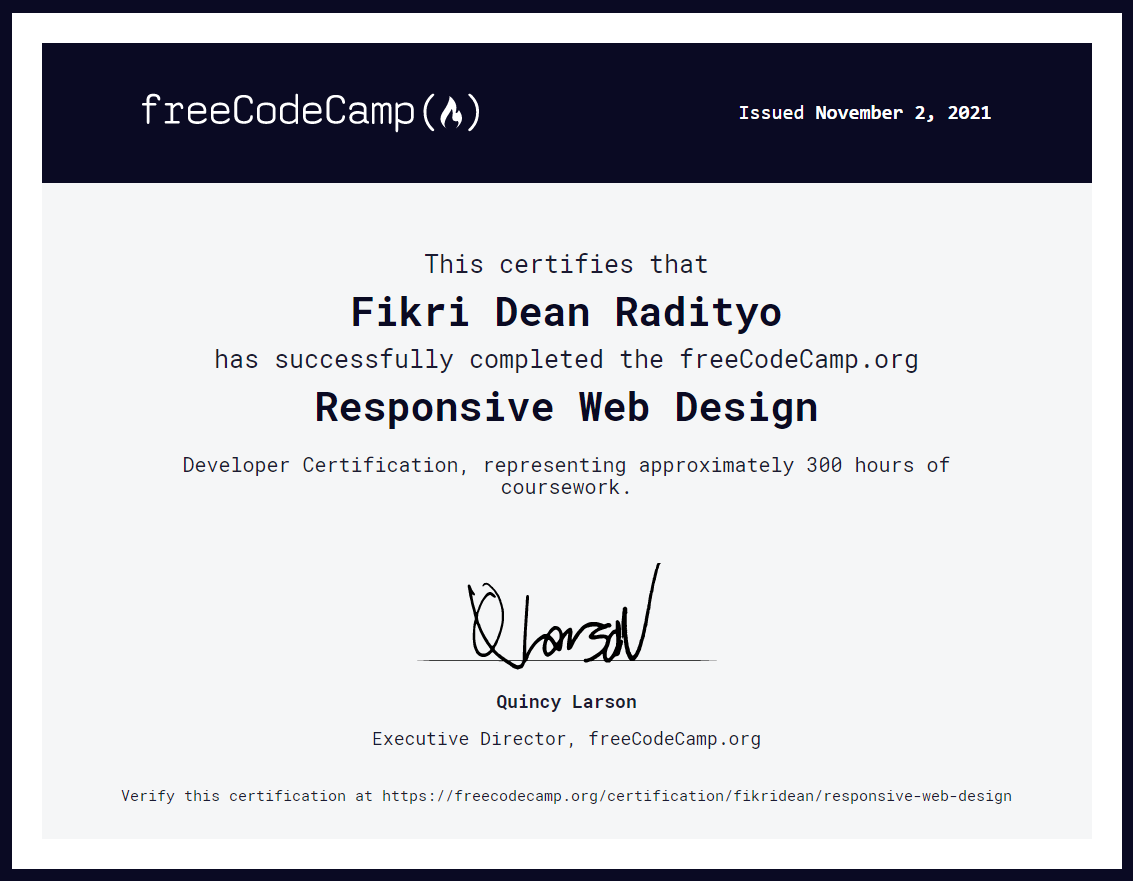 freeCodeCamp(🔥)
Issued November 2, 2021
This certifies that
Fikri Dean Radityo
has successfully completed the freeCodeCamp.org
Responsive Web Design
Developer Certification, representing approximately 300 hours of
coursework.
Q Larson
Quincy Larson
Executive Director, freeCodeCamp.org
Verify this certification at https://freecodecamp.org/certification/fikridean/responsive-web-design